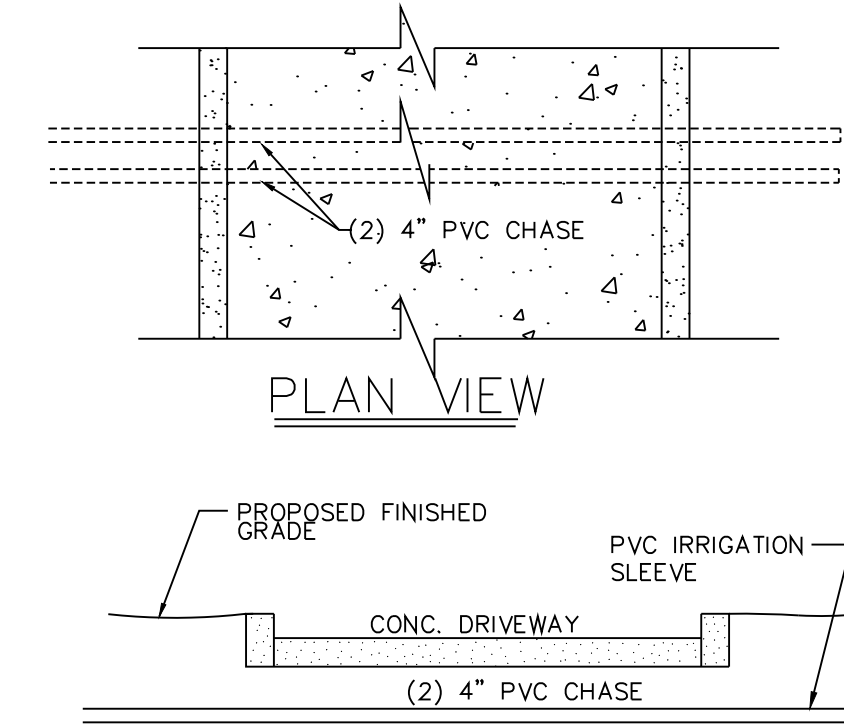 (2) 4" PVC CHASE
PLAN VIEW
PROPOSED FINISHED
GRADE
PVC IRRIGATION
SLEEVE
CONC. DRIVEWAY
(2) 4" PVC CHASE